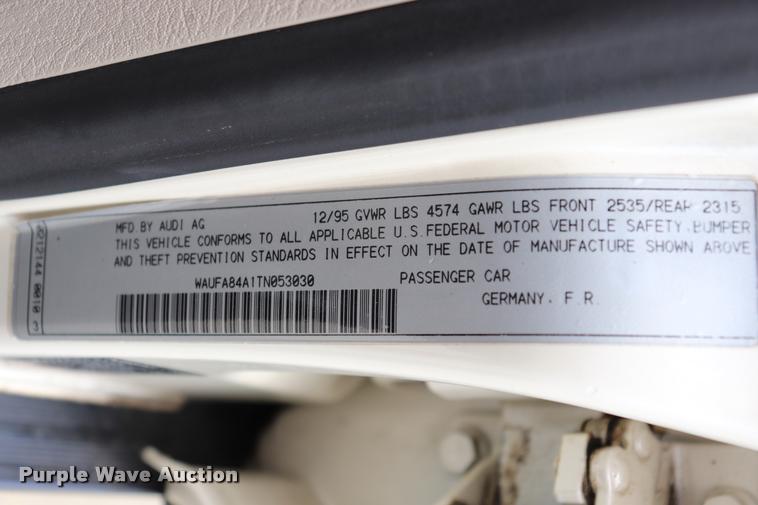 MFD. BY AUDI AG 12/95 GVWR LBS 4574 GAWR LBS FRONT 2535/REAR 2315
THIS VEHICLE CONFORMS TO ALL APPLICABLE U.S. FEDERAL MOTOR VEHICLE SAFETY, BUMPER
AND THEFT PREVENTION STANDARDS IN EFFECT ON THE DATE OF MANUFACTURE SHOWN ABOVE
WAUFA84A1TN053030 PASSENGER CAR
GERMANY, F.R.
Purple Wave Auction